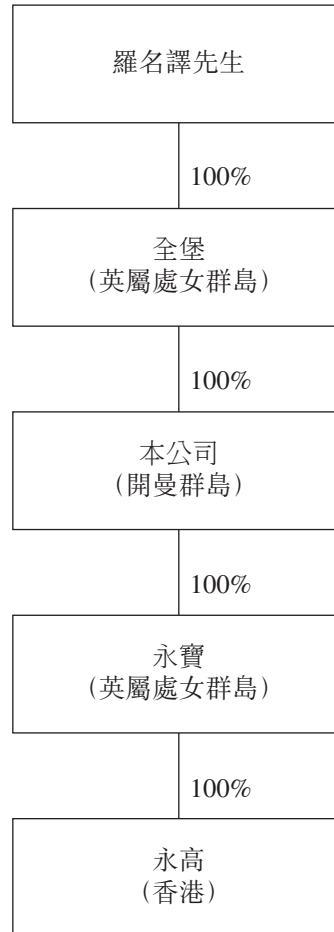 羅名譯先生
100%
全堡
(英屬處女群島)
100%
本公司
(開曼群島)
100%
永寶
(英屬處女群島)
100%
永高
(香港)